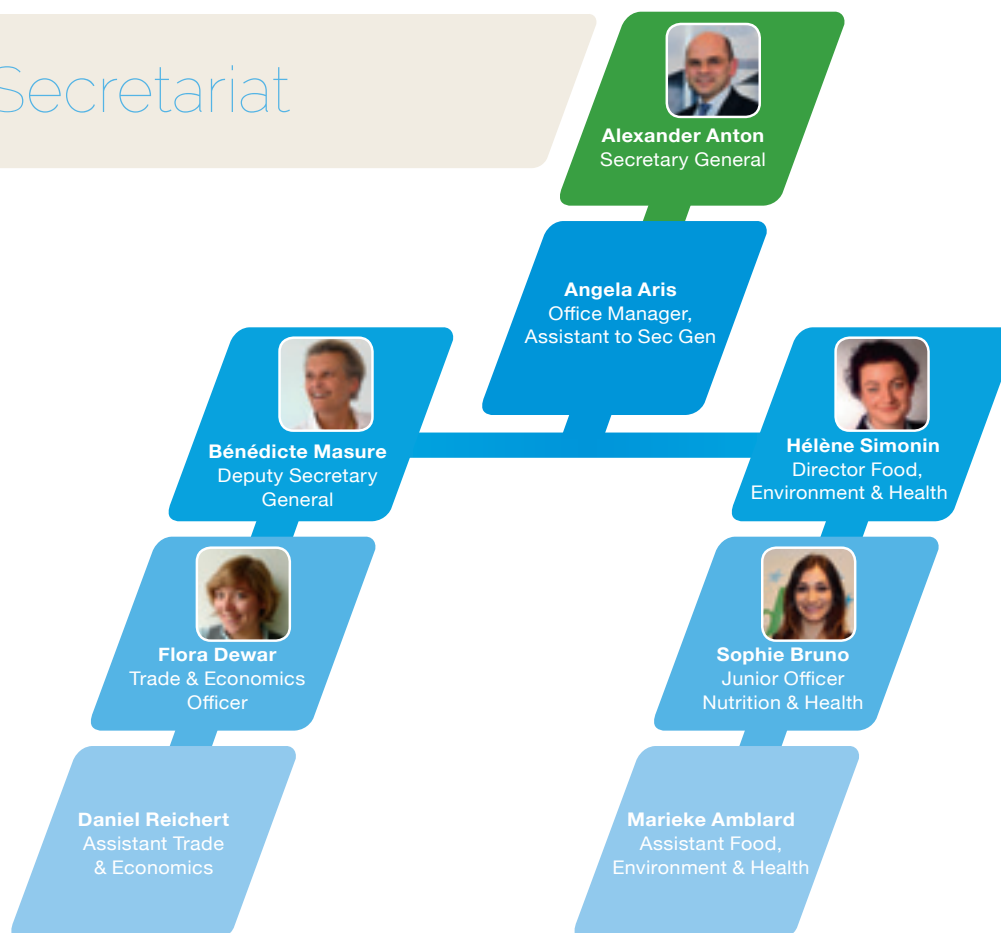 Secretariat
Alexander Anton
Secretary General
Angela Aris
Office Manager,
Assistant to Sec Gen
Bénédicte Masure
Deputy Secretary
General
Hélène Simonin
Director Food,
Environment & Health
Flora Dewar
Trade & Economics
Officer
Sophie Bruno
Junior Officer
Nutrition & Health
Daniel Reichert
Assistant Trade
& Economics
Marieke Amblard
Assistant Food,
Environment & Health